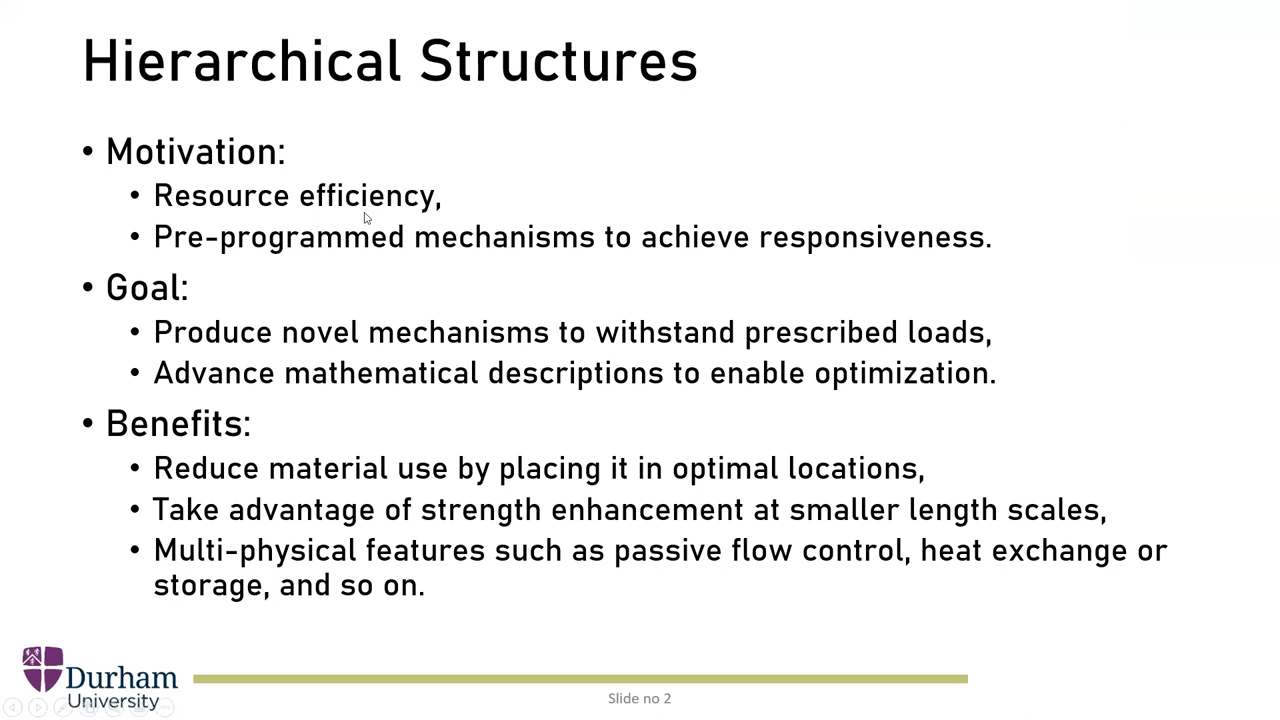 Hierarchical Structures
• Motivation:
• Resource efficiency,
• Pre-programmed mechanisms to achieve responsiveness.
• Goal:
• Produce novel mechanisms to withstand prescribed loads,
• Advance mathematical descriptions to enable optimization.
• Benefits:
• Reduce material use by placing it in optimal locations,
• Take advantage of strength enhancement at smaller length scales,
• Multi-physical features such as passive flow control, heat exchange or
storage, and so on.
Durham
University
Slide no 2